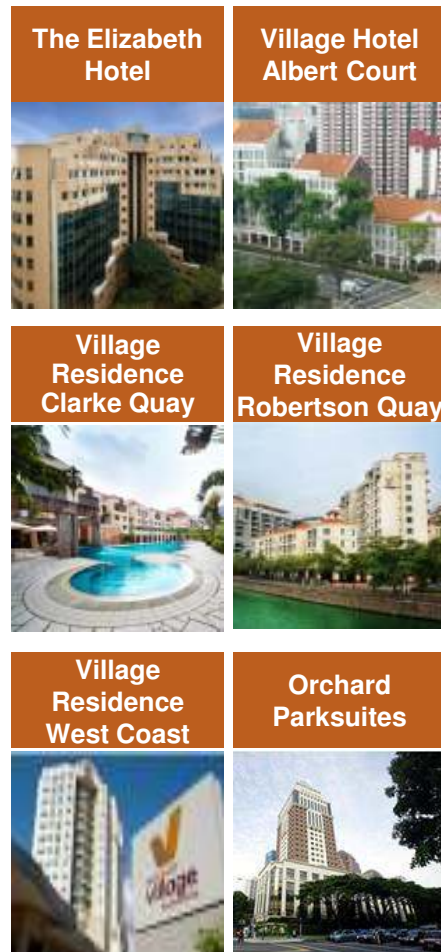 The Elizabeth
Hotel
Village Hotel
Albert Court
Village
Residence
Clarke Quay
Village
Residence
Robertson Quay
Village
Residence
West Coast
Orchard
Parksuites
Village